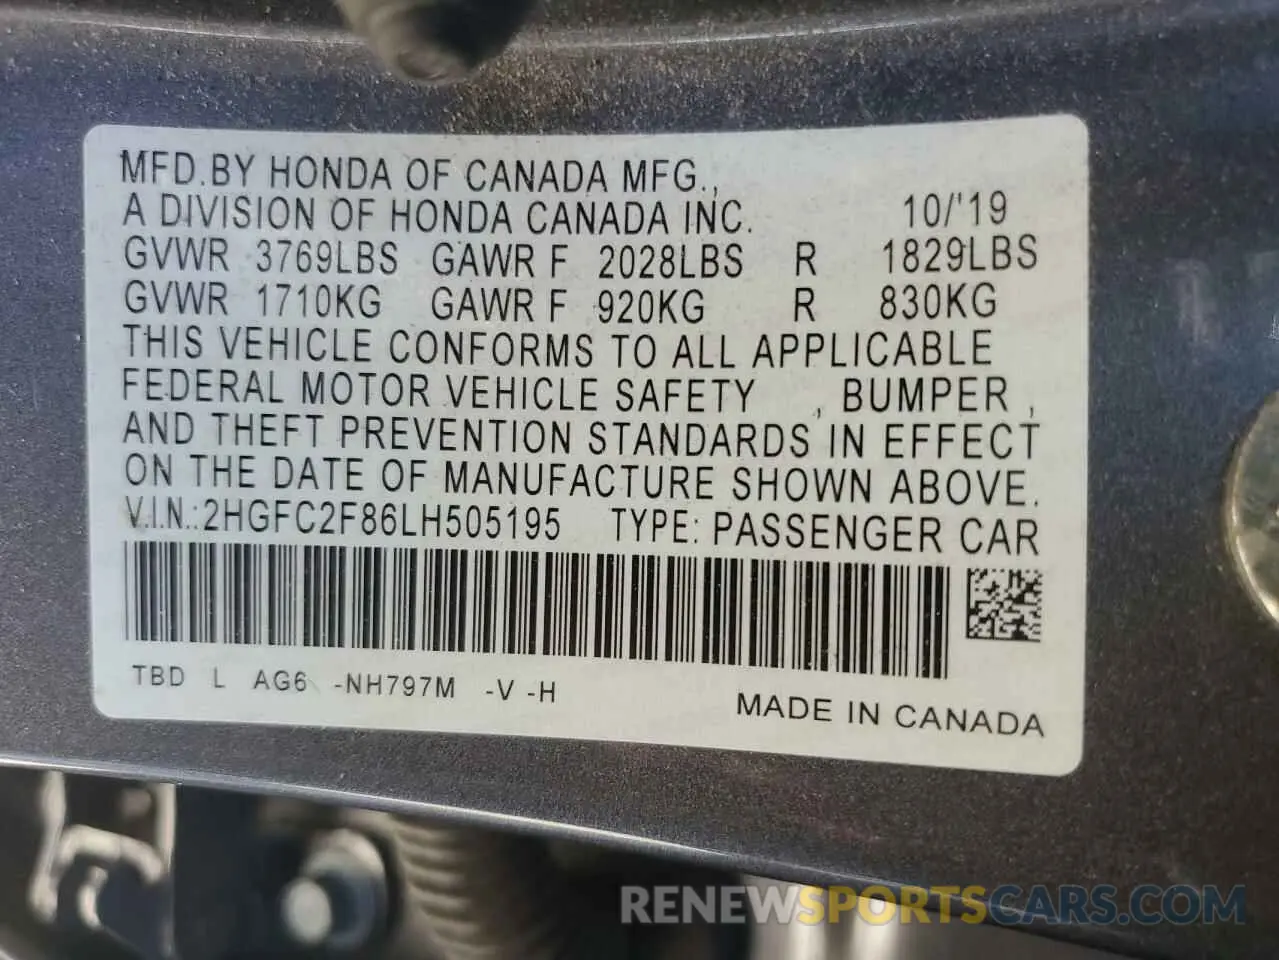 MFD.BY HONDA OF CANADA MFG.,
A DIVISION OF HONDA CANADA INC. 10/'19
GVWR 3769LBS GAWR F 2028LBS R 1829LBS
GVWR 1710KG GAWR F 920KG R 830KG
THIS VEHICLE CONFORMS TO ALL APPLICABLE
FEDERAL MOTOR VEHICLE SAFETY , BUMPER ,
AND THEFT PREVENTION STANDARDS IN EFFECT
ON THE DATE OF MANUFACTURE SHOWN ABOVE.
V.I.N.:2HGFC2F86LH505195 TYPE: PASSENGER CAR
TBD L AG6 -NH797M -V -H
MADE IN CANADA
RENEWSPORTSCARS.COM